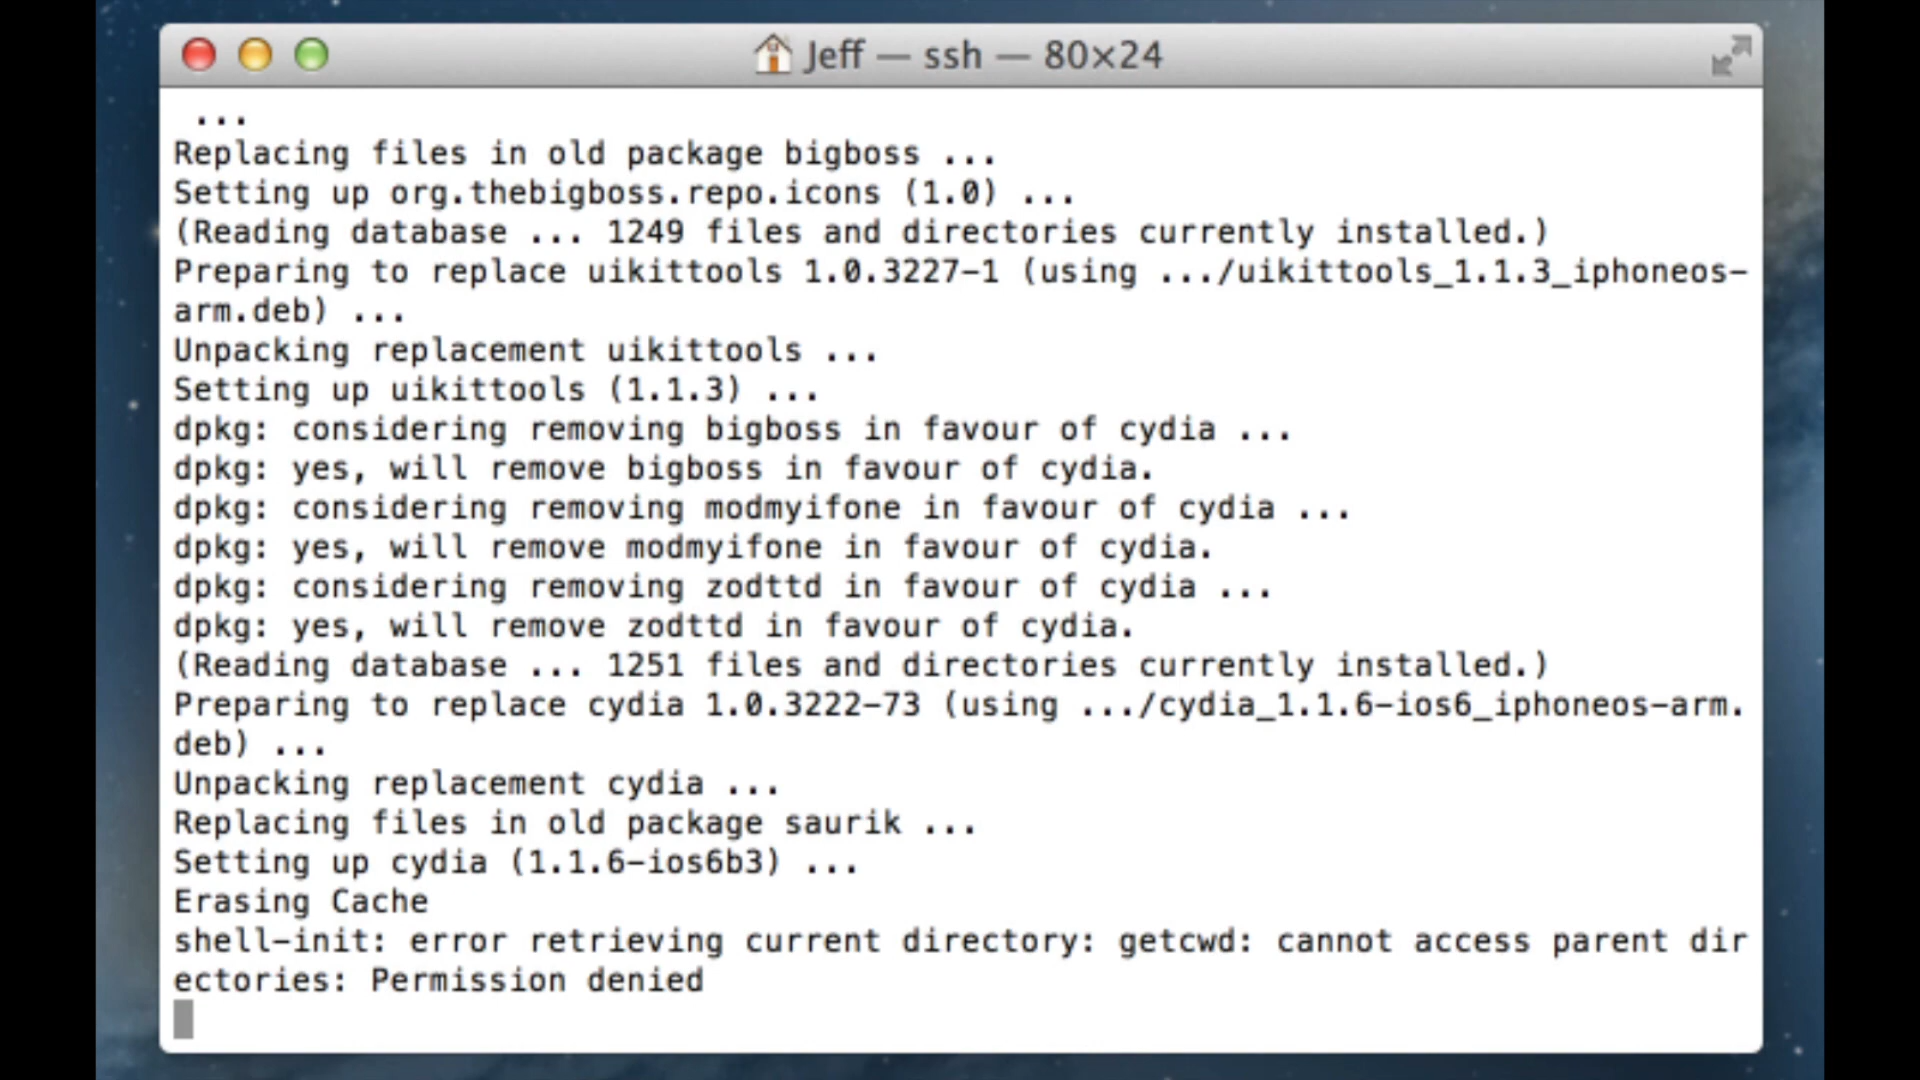 Jeff — ssh — 80×24
...
Replacing files in old package bigboss ...
Setting up org.thebigboss.repo.icons (1.0) ...
(Reading database ... 1249 files and directories currently installed.)
Preparing to replace uikittools 1.0.3227-1 (using .../uikittools_1.1.3_iphoneos-
arm.deb) ...
Unpacking replacement uikittools ...
Setting up uikittools (1.1.3) ...
dpkg: considering removing bigboss in favour of cydia ...
dpkg: yes, will remove bigboss in favour of cydia.
dpkg: considering removing modmyifone in favour of cydia ...
dpkg: yes, will remove modmyifone in favour of cydia.
dpkg: considering removing zodttd in favour of cydia ...
dpkg: yes, will remove zodttd in favour of cydia.
(Reading database ... 1251 files and directories currently installed.)
Preparing to replace cydia 1.0.3222-73 (using .../cydia_1.1.6-ios6_iphoneos-arm.
deb) ...
Unpacking replacement cydia ...
Replacing files in old package saurik ...
Setting up cydia (1.1.6-ios6b3) ...
Erasing Cache
shell-init: error retrieving current directory: getcwd: cannot access parent dir
ectories: Permission denied